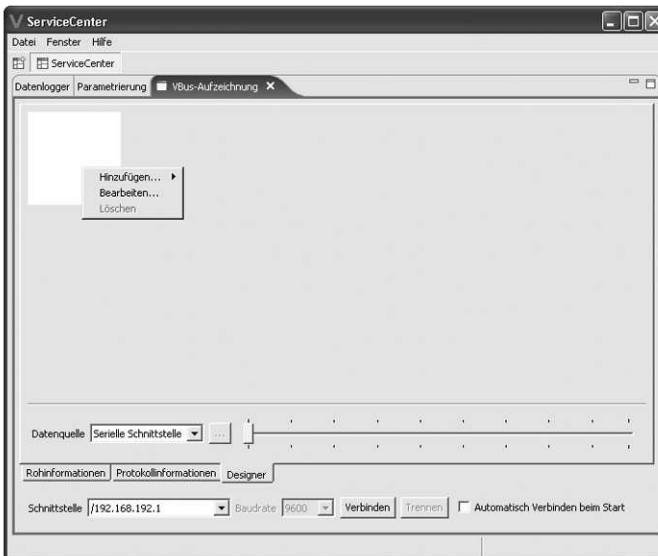 ServiceCenter
Datei Fenster Hilfe
ServiceCenter
Datenlogger Parametrierung VBus-Aufzeichnung
Hinzufügen...
Bearbeiten...
Löschen
Datenquelle Serielle Schnittstelle ...
Rohinformationen Protokollinformationen Designer
Schnittstelle /192.168.192.1 Baudrate 9600 Verbinden Trennen Automatisch Verbinden beim Start